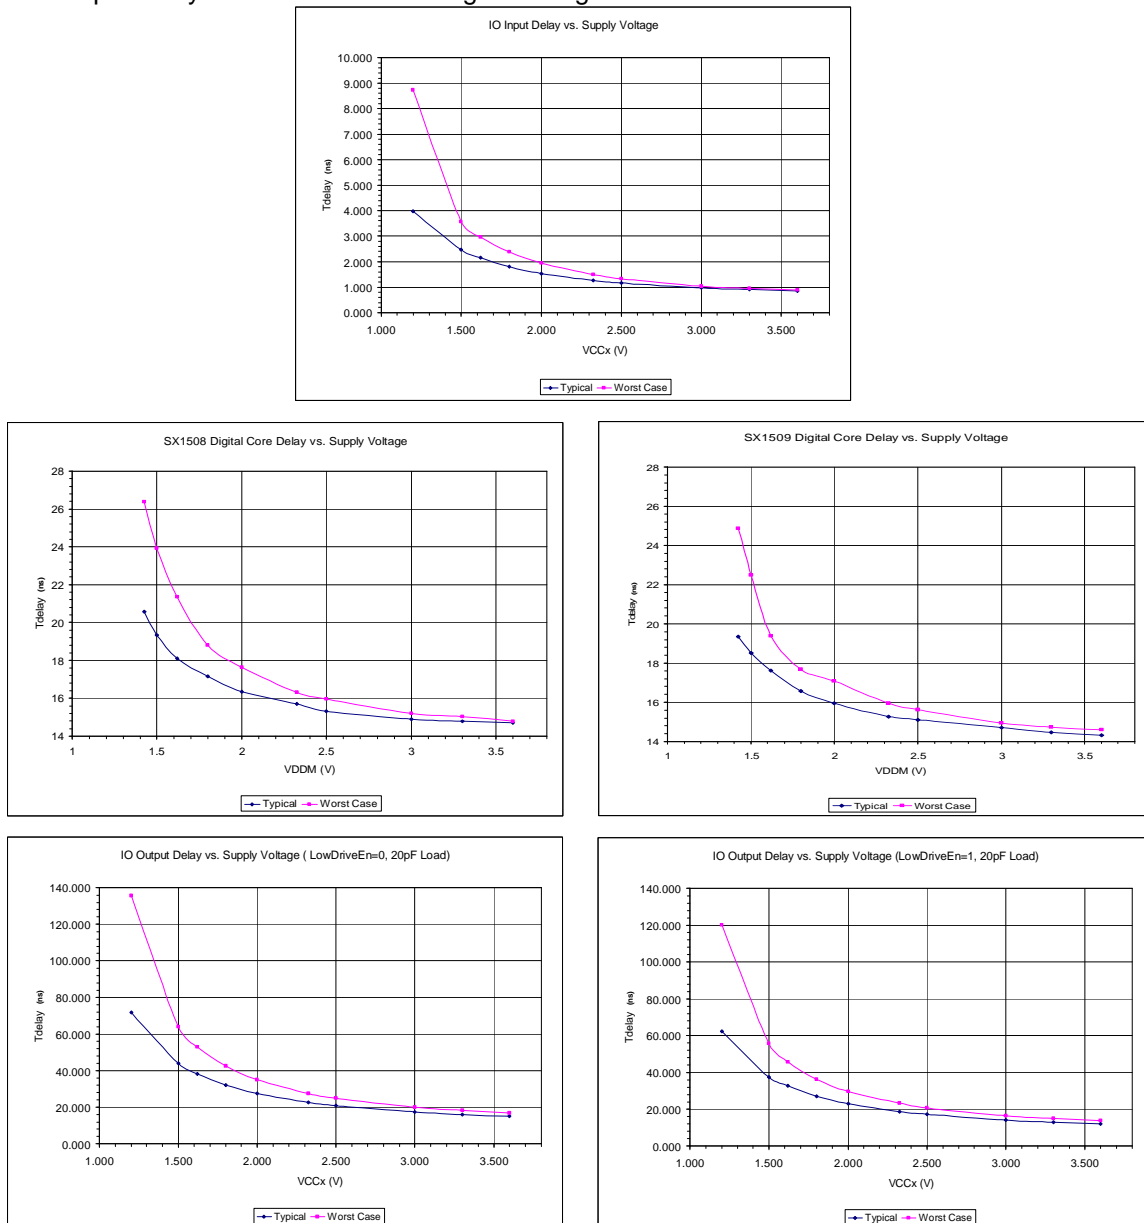 IO Input Delay vs. Supply Voltage
10.000
9.000
8.000
7.000
6.000
5.000
4.000
3.000
2.000
1.000
0.000
Tdelay (ns)
1.000 1.500 2.000 2.500 3.000 3.500
VCCx (V)
Typical Worst Case
SX1508 Digital Core Delay vs. Supply Voltage
28
26
24
22
20
18
16
14
Tdelay (ns)
1 1.5 2 2.5 3 3.5
VDDM (V)
Typical Worst Case
SX1509 Digital Core Delay vs. Supply Voltage
28
26
24
22
20
18
16
14
Tdelay (ns)
1 1.5 2 2.5 3 3.5
VDDM (V)
Typical Worst Case
IO Output Delay vs. Supply Voltage ( LowDriveEn=0, 20pF Load)
140.000
120.000
100.000
80.000
60.000
40.000
20.000
0.000
Tdelay (ns)
1.000 1.500 2.000 2.500 3.000 3.500
VCCx (V)
Typical Worst Case
IO Output Delay vs. Supply Voltage (LowDriveEn=1, 20pF Load)
140.000
120.000
100.000
80.000
60.000
40.000
20.000
0.000
Tdelay (ns)
1.000 1.500 2.000 2.500 3.000 3.500
VCCx (V)
Typical Worst Case